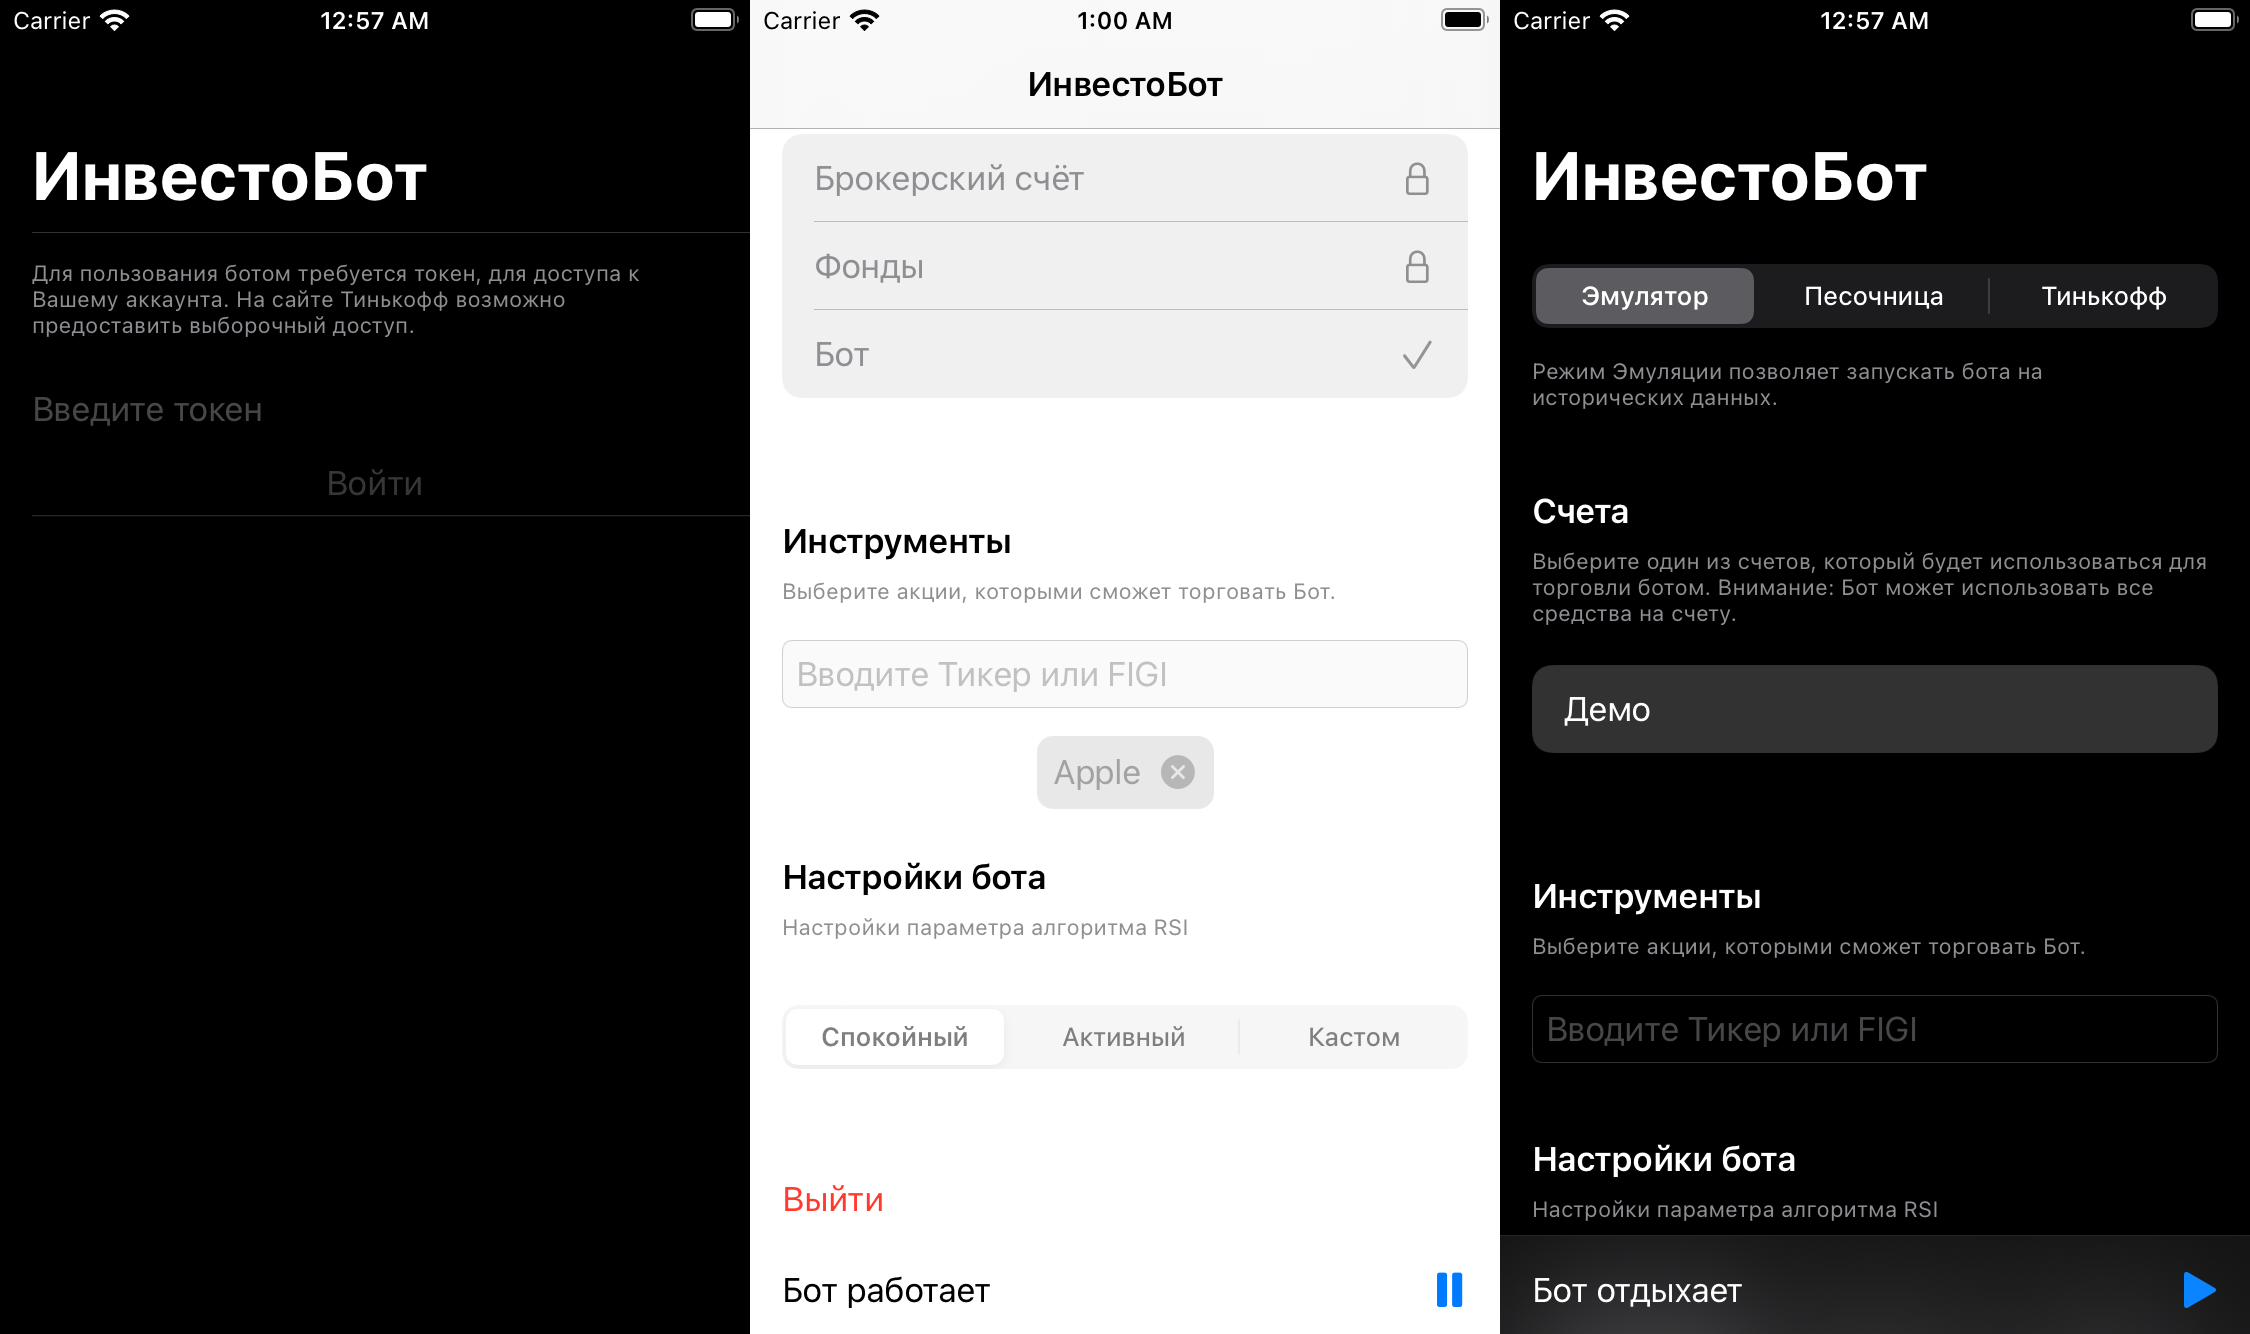 Carrier 12:57 AM
ИнвестоБот
Для пользования ботом требуется токен, для доступа к
Вашему аккаунта. На сайте Тинькофф возможно
предоставить выборочный доступ.
Введите токен
Войти
Carrier 1:00 AM
ИнвестоБот
Брокерский счёт
Фонды
Бот
Инструменты
Выберите акции, которыми сможет торговать Бот.
Вводите Тикер или FIGI
Apple
Настройки бота
Настройки параметра алгоритма RSI
Спокойный Активный Кастом
Выйти
Бот работает
Carrier 12:57 AM
ИнвестоБот
Эмулятор Песочница Тинькофф
Режим Эмуляции позволяет запускать бота на
исторических данных.
Счета
Выберите один из счетов, который будет использоваться для
торговли ботом. Внимание: Бот может использовать все
средства на счету.
Демо
Инструменты
Выберите акции, которыми сможет торговать Бот.
Вводите Тикер или FIGI
Настройки бота
Настройки параметра алгоритма RSI
Бот отдыхает